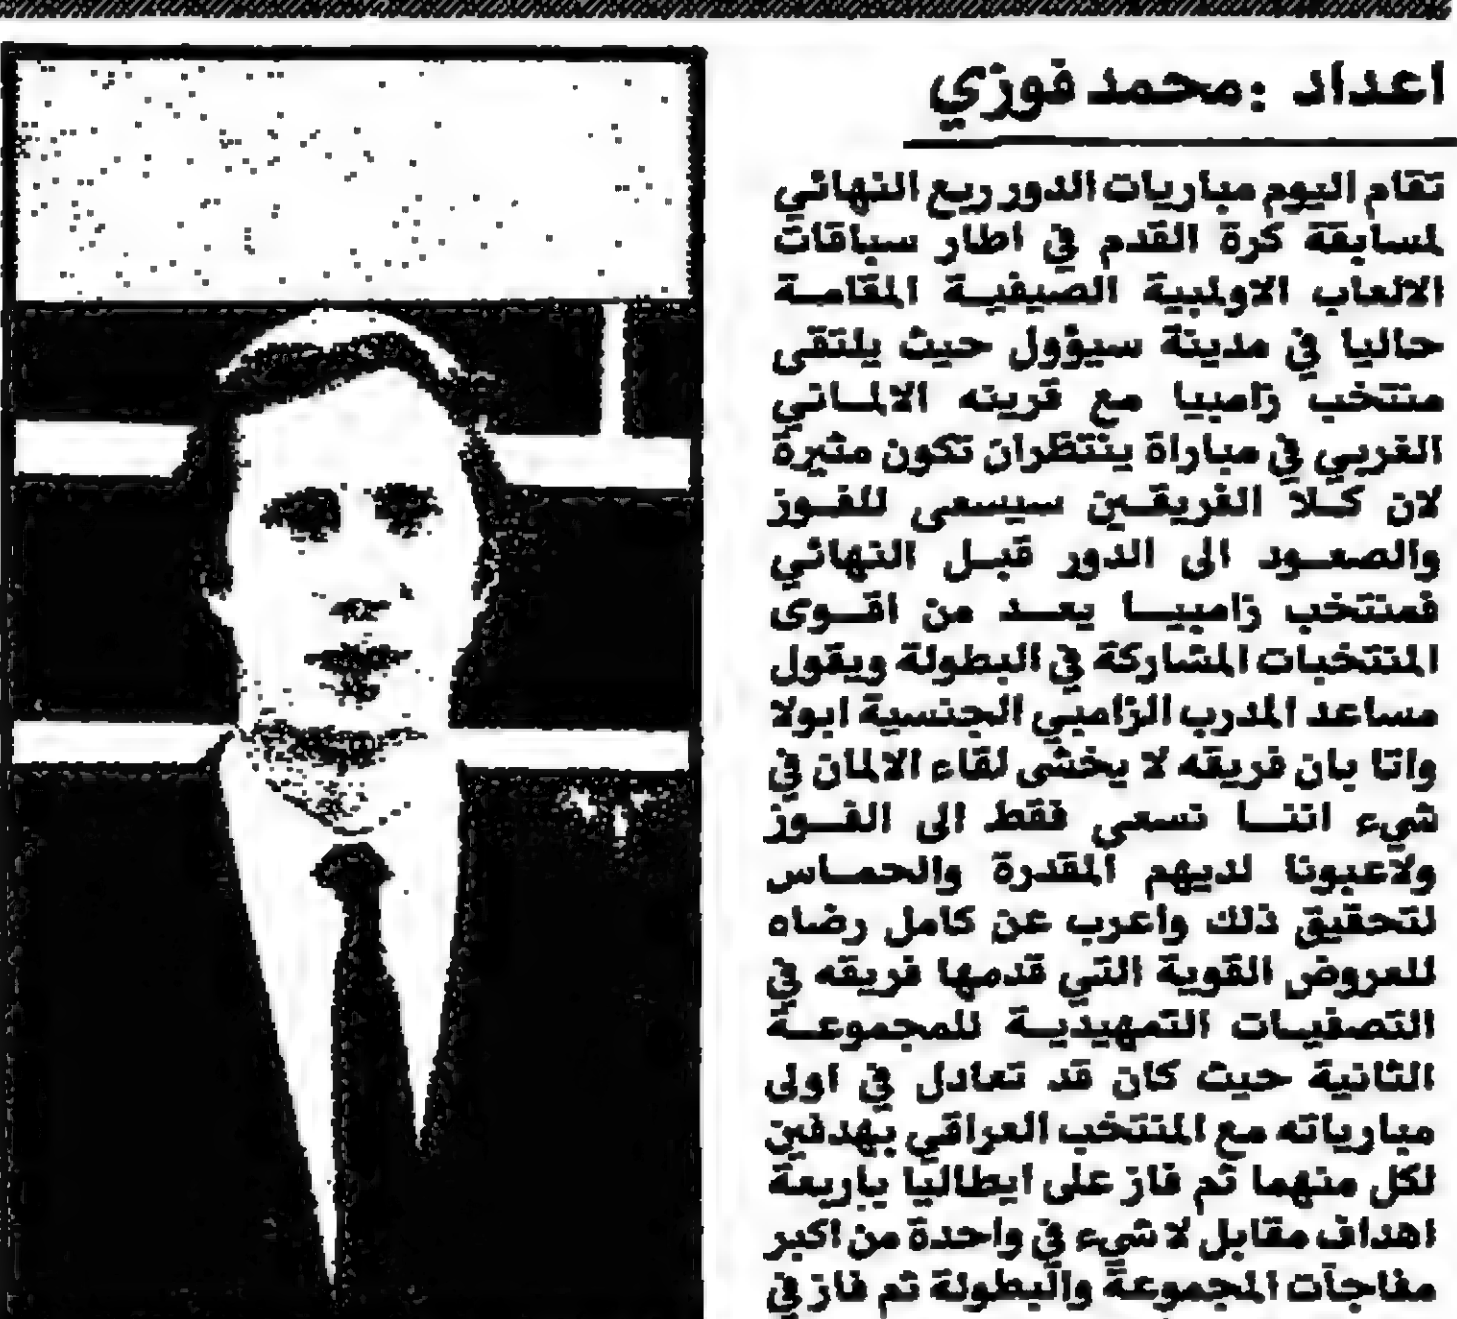 اعداد : محمد فوزي
تقام اليوم مباريات الدور ربع النهائي
لمسابقة كرة القدم في اطار سباقات
الالعاب الاولمبية الصيفية المقامة
حاليا في مدينة سيؤول حيث يلتقى
منتخب زامبيا مع قرينه الالماني
الغربي في مباراة ينتظران تكون مثيرة
لان كلا الفريقين سيسعى للفوز
والصعود الى الدور قبل النهائي
فمنتخب زامبيا يعد من اقوى
المنتخبات المشاركة في البطولة ويقول
مساعد المدرب الزامبي الجنسية ابولا
واتا بان فريقه لا يخشى لقاء الالمان في
شيء اننا نسعى فقط الى الفوز
ولاعبونا لديهم المقدرة والحماس
لتحقيق ذلك واعرب عن كامل رضاه
للعروض القوية التي قدمها فريقه في
التصفيات التمهيدية للمجموعة
الثانية حيث كان قد تعادل في اولى
مبارياته مع المنتخب العراقي بهدفين
لكل منهما ثم فاز على ايطاليا باربعة
اهداف مقابل لا شيء في واحدة من اكبر
مفاجآت المجموعة والبطولة ثم فاز في